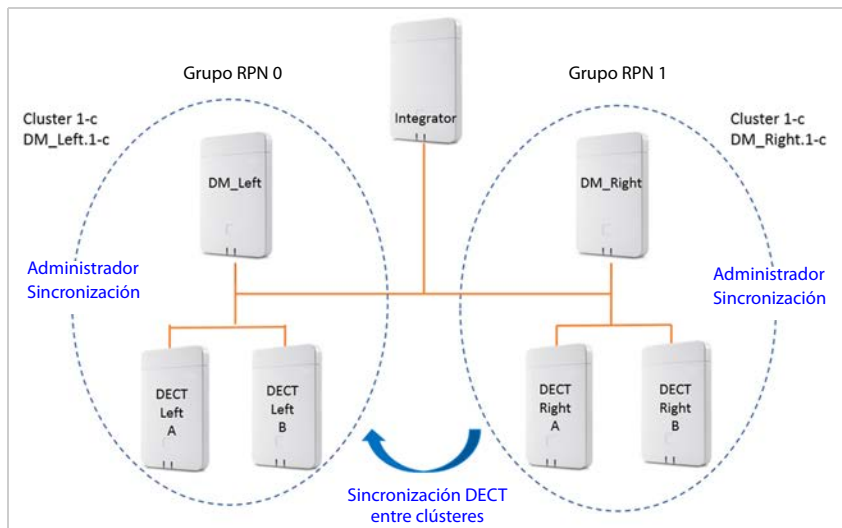 Grupo RPN 0
Grupo RPN 1
Integrator
Cluster 1-c
DM_Left.1-c
Cluster 1-c
DM_Right.1-c
DM_Left
DM_Right
Administrador
Sincronización
Administrador
Sincronización
DECT
Left
A
DECT
Left
B
DECT
Right
A
DECT
Right
B
Sincronización DECT
entre clústeres